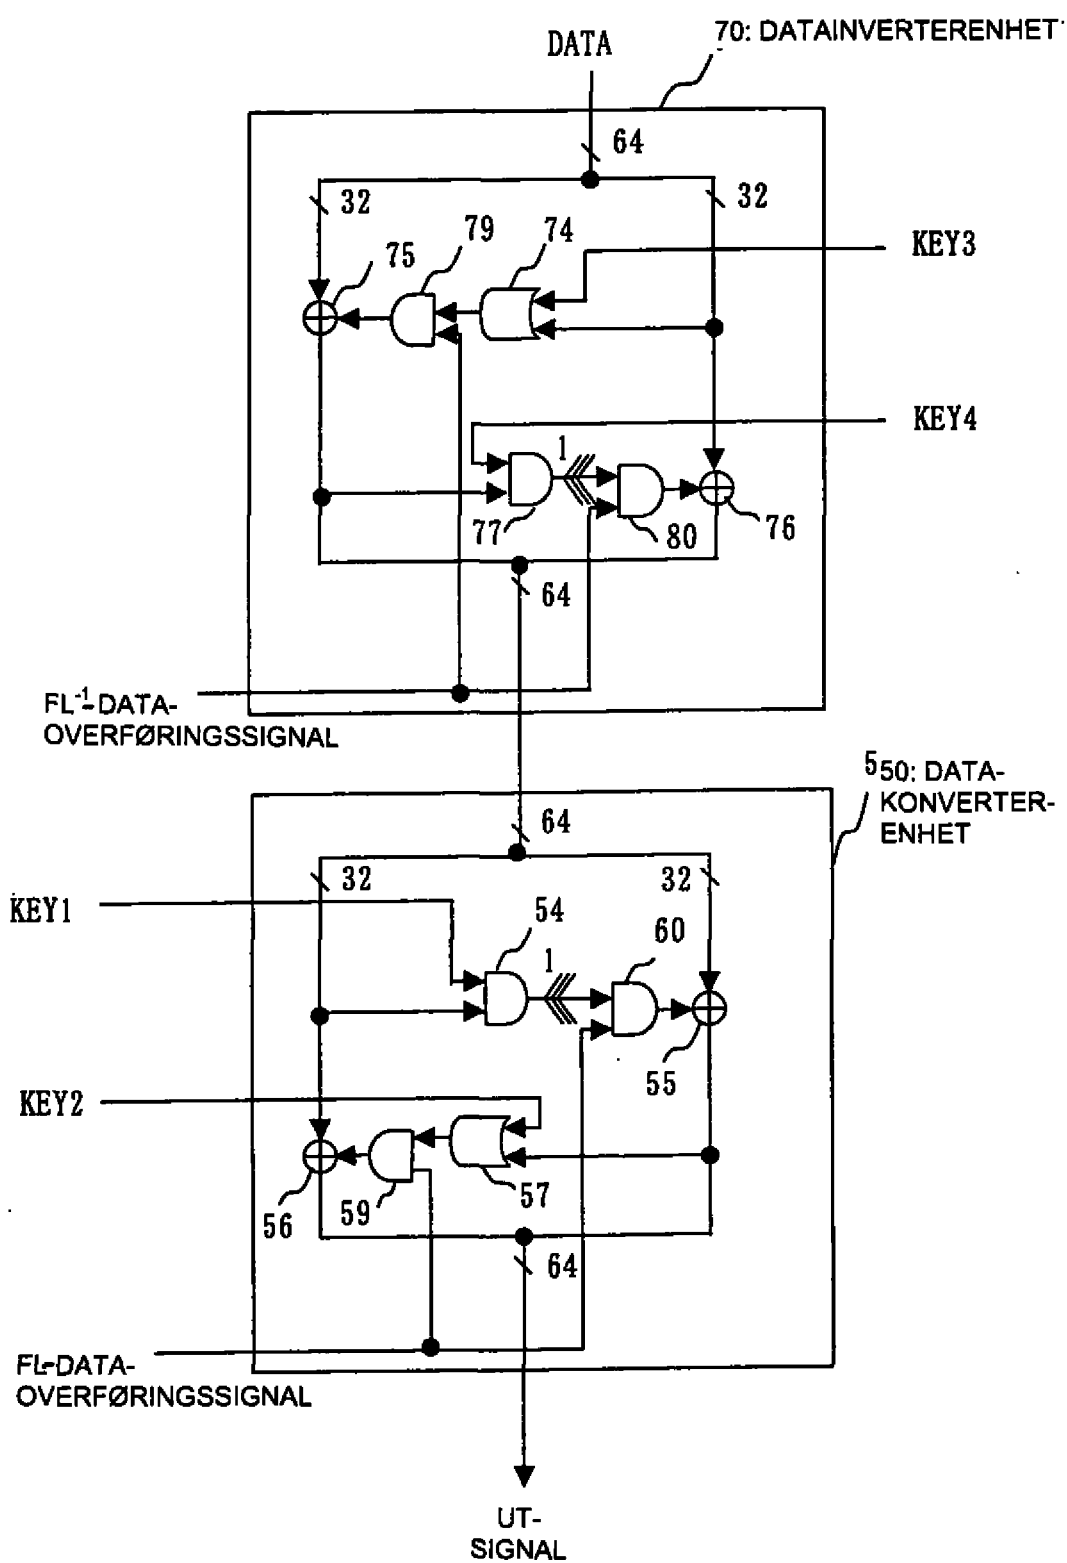 70: DATAINVERTERENHET
DATA
64
32
32
79
74
75
KEY3
KEY4
1
77
80
76
64
FL-1-DATA-
OVERFØRINGSSIGNAL
550: DATA-
KONVERTER-
ENHET
64
32
32
KEY1
54
60
1
55
KEY2
56
59
57
64
FL-DATA-
OVERFØRINGSSIGNAL
UT-
SIGNAL